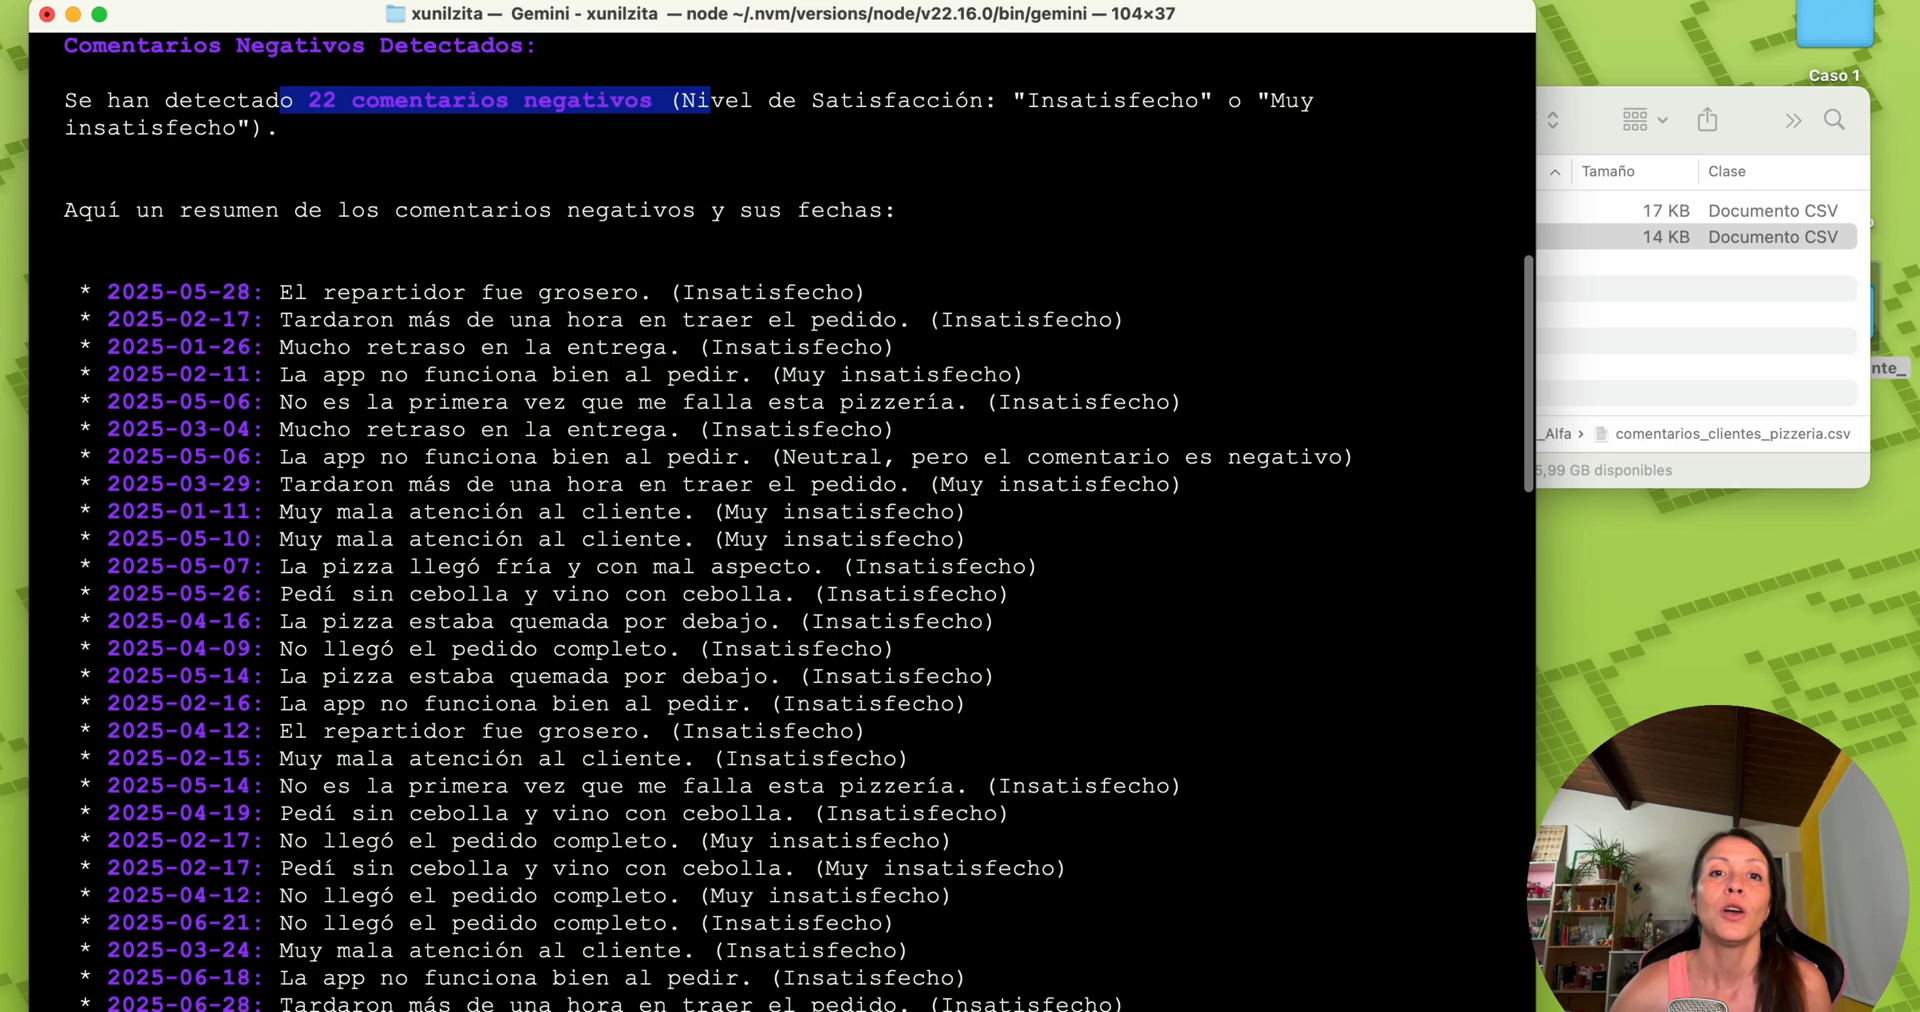 xunilzita — Gemini - xunilzita — node ~/.nvm/versions/node/v22.16.0/bin/gemini — 104×37
Comentarios Negativos Detectados:
Se han detectado 22 comentarios negativos (Nivel de Satisfacción: "Insatisfecho" o "Muy
insatisfecho").
Aquí un resumen de los comentarios negativos y sus fechas:
* 2025-05-28: El repartidor fue grosero. (Insatisfecho)
* 2025-02-17: Tardaron más de una hora en traer el pedido. (Insatisfecho)
* 2025-01-26: Mucho retraso en la entrega. (Insatisfecho)
* 2025-02-11: La app no funciona bien al pedir. (Muy insatisfecho)
* 2025-05-06: No es la primera vez que me falla esta pizzería. (Insatisfecho)
* 2025-03-04: Mucho retraso en la entrega. (Insatisfecho)
* 2025-05-06: La app no funciona bien al pedir. (Neutral, pero el comentario es negativo)
* 2025-03-29: Tardaron más de una hora en traer el pedido. (Muy insatisfecho)
* 2025-01-11: Muy mala atención al cliente. (Muy insatisfecho)
* 2025-05-10: Muy mala atención al cliente. (Muy insatisfecho)
* 2025-05-07: La pizza llegó fría y con mal aspecto. (Insatisfecho)
* 2025-05-26: Pedí sin cebolla y vino con cebolla. (Insatisfecho)
* 2025-04-16: La pizza estaba quemada por debajo. (Insatisfecho)
* 2025-04-09: No llegó el pedido completo. (Insatisfecho)
* 2025-05-14: La pizza estaba quemada por debajo. (Insatisfecho)
* 2025-02-16: La app no funciona bien al pedir. (Insatisfecho)
* 2025-04-12: El repartidor fue grosero. (Insatisfecho)
* 2025-02-15: Muy mala atención al cliente. (Insatisfecho)
* 2025-05-14: No es la primera vez que me falla esta pizzería. (Insatisfecho)
* 2025-04-19: Pedí sin cebolla y vino con cebolla. (Insatisfecho)
* 2025-02-17: No llegó el pedido completo. (Muy insatisfecho)
* 2025-02-17: Pedí sin cebolla y vino con cebolla. (Muy insatisfecho)
* 2025-04-12: No llegó el pedido completo. (Muy insatisfecho)
* 2025-06-21: No llegó el pedido completo. (Insatisfecho)
* 2025-03-24: Muy mala atención al cliente. (Insatisfecho)
* 2025-06-18: La app no funciona bien al pedir. (Insatisfecho)
* 2025-06-28: Tardaron más de una hora en traer el pedido. (Insatisfecho)
Caso 1
Tamaño Clase
17 KB Documento CSV
14 KB Documento CSV
nte_
_Alfa › comentarios_clientes_pizzeria.csv
5,99 GB disponibles